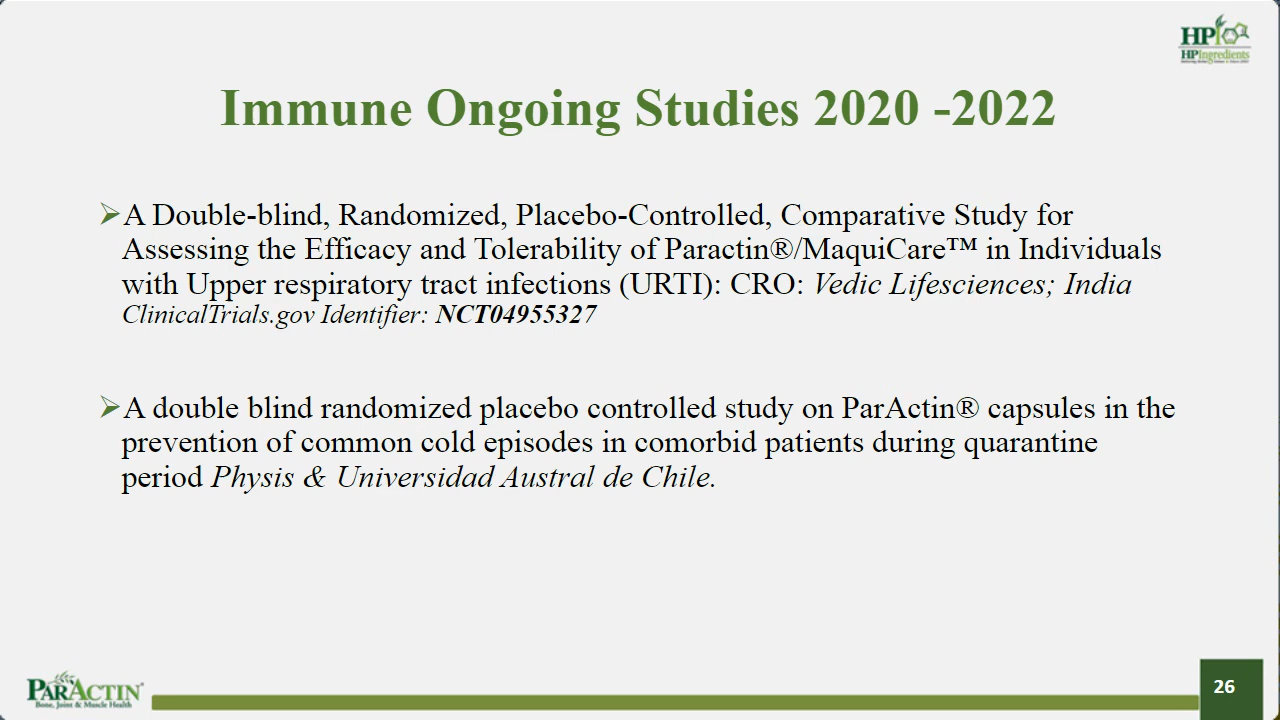 HP
HPIngredients
Immune Ongoing Studies 2020 -2022
➢A Double-blind, Randomized, Placebo-Controlled, Comparative Study for
Assessing the Efficacy and Tolerability of Paractin®/MaquiCare™ in Individuals
with Upper respiratory tract infections (URTI): CRO: Vedic Lifesciences; India
ClinicalTrials.gov Identifier: NCT04955327
➢A double blind randomized placebo controlled study on ParActin® capsules in the
prevention of common cold episodes in comorbid patients during quarantine
period Physis & Universidad Austral de Chile.
PARACTIN®
Bone, Joint & Muscle Health
26